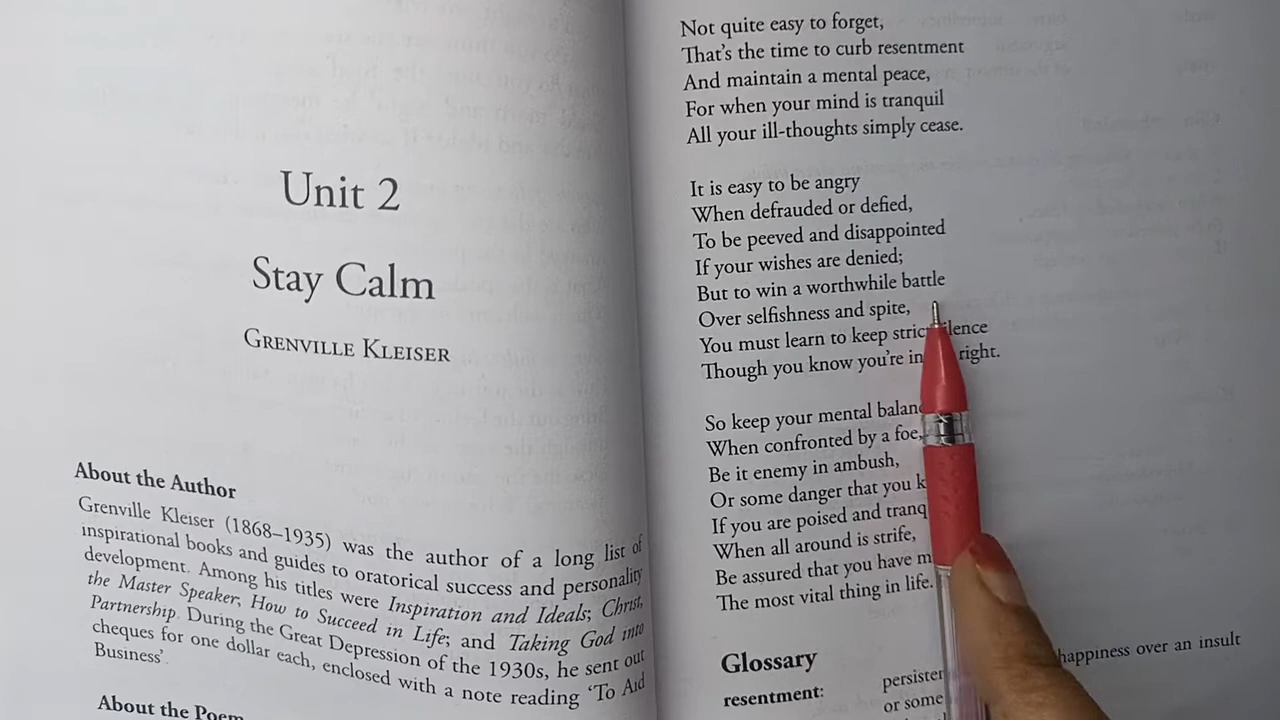 Unit 2
Stay Calm
GRENVILLE KLEISER
About the Author
Grenville Kleiser (1868–1935) was the author of a long list of
inspirational books and guides to oratorical success and personality
development. Among his titles were Inspiration and Ideals; Christ,
the Master Speaker; How to Succeed in Life; and Taking God into
Partnership. During the Great Depression of the 1930s, he sent out
cheques for one dollar each, enclosed with a note reading ‘To Aid
Business’.
About the Poem
Not quite easy to forget,
That's the time to curb resentment
And maintain a mental peace,
For when your mind is tranquil
All your ill-thoughts simply cease.
It is easy to be angry
When defrauded or defied,
To be peeved and disappointed
If your wishes are denied;
But to win a worthwhile battle
Over selfishness and spite,
You must learn to keep strict silence
Though you know you're in right.
So keep your mental
When confronted by a foe,
Be it enemy in ambush,
Or some danger that you
If you are poised and
When all around is strife,
Be assured that you have
The most vital thing in life.
Glossary
resentment: happiness over an insult
or some